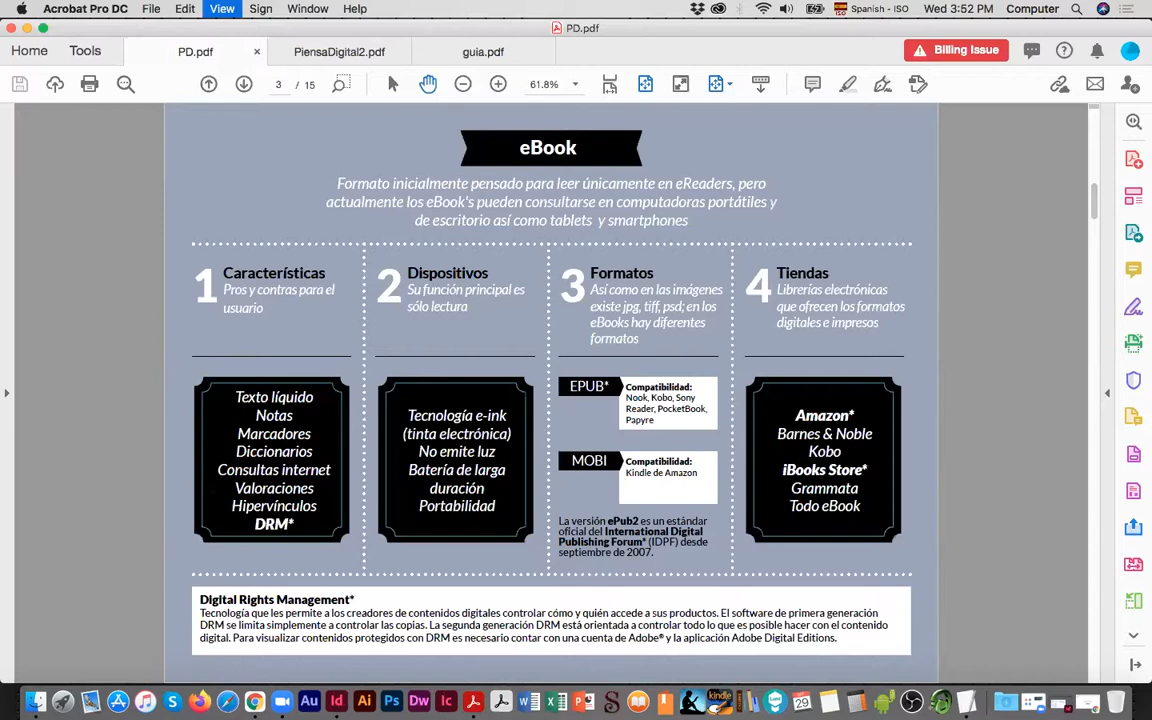 Acrobat Pro DC File Edit View Sign Window Help
Spanish - ISO Wed 3:52 PM Computer
PD.pdf
Home Tools PD.pdf × PiensaDigital2.pdf guia.pdf Billing Issue
3 / 15 61.8%
eBook
Formato inicialmente pensado para leer únicamente en eReaders, pero
actualmente los eBook's pueden consultarse en computadoras portátiles y
de escritorio así como tablets y smartphones
1 Características
Pros y contras para el
usuario
Texto líquido
Notas
Marcadores
Diccionarios
Consultas internet
Valoraciones
Hipervínculos
DRM*
2 Dispositivos
Su función principal es
sólo lectura
Tecnología e-ink
(tinta electrónica)
No emite luz
Batería de larga
duración
Portabilidad
3 Formatos
Así como en las imágenes
existe jpg, tiff, psd; en los
eBooks hay diferentes
formatos
EPUB*
Compatibilidad:
Nook, Kobo, Sony
Reader, PocketBook,
Papyre
MOBI
Compatibilidad:
Kindle de Amazon
La versión ePub2 es un estándar
oficial del International Digital
Publishing Forum* (IDPF) desde
septiembre de 2007.
4 Tiendas
Librerías electrónicas
que ofrecen los formatos
digitales e impresos
Amazon*
Barnes & Noble
Kobo
iBooks Store*
Grammata
Todo eBook
Digital Rights Management*
Tecnología que les permite a los creadores de contenidos digitales controlar cómo y quién accede a sus productos. El software de primera generación
DRM se limita simplemente a controlar las copias. La segunda generación DRM está orientada a controlar todo lo que es posible hacer con el contenido
digital. Para visualizar contenidos protegidos con DRM es necesario contar con una cuenta de Adobe® y la aplicación Adobe Digital Editions.
Au Id Ai Ps Dw Ic kindle 29